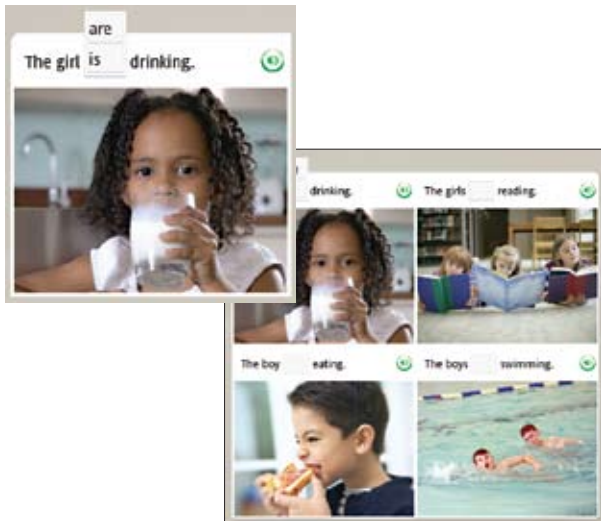 are
The girl is drinking.
drinking. The girls reading.
The boy eating. The boys swimming.